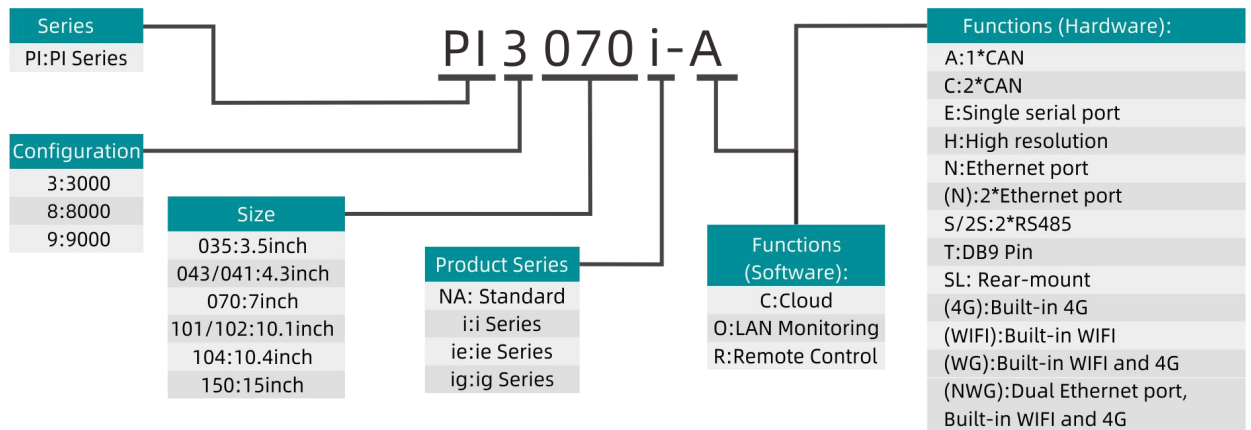 PI 3 070 i-A
Series
PI:PI Series
Configuration
3:3000
8:8000
9:9000
Size
035:3.5inch
043/041:4.3inch
070:7inch
101/102:10.1inch
104:10.4inch
150:15inch
Product Series
NA: Standard
i:i Series
ie:ie Series
ig:ig Series
Functions
(Software):
C:Cloud
O:LAN Monitoring
R:Remote Control
Functions (Hardware):
A:1*CAN
C:2*CAN
E:Single serial port
H:High resolution
N:Ethernet port
(N):2*Ethernet port
S/2S:2*RS485
T:DB9 Pin
SL: Rear-mount
(4G):Built-in 4G
(WIFI):Built-in WIFI
(WG):Built-in WIFI and 4G
(NWG):Dual Ethernet port,
Built-in WIFI and 4G